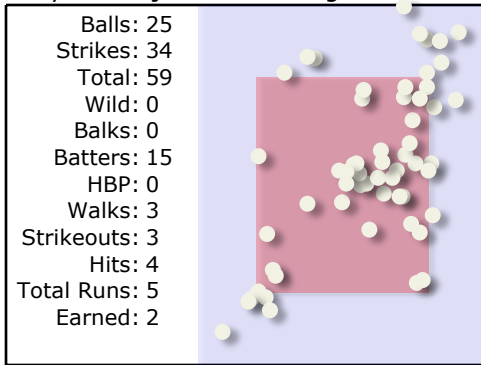 Balls: 25
Strikes: 34
Total: 59
Wild: 0
Balks: 0
Batters: 15
HBP: 0
Walks: 3
Strikeouts: 3
Hits: 4
Total Runs: 5
Earned: 2